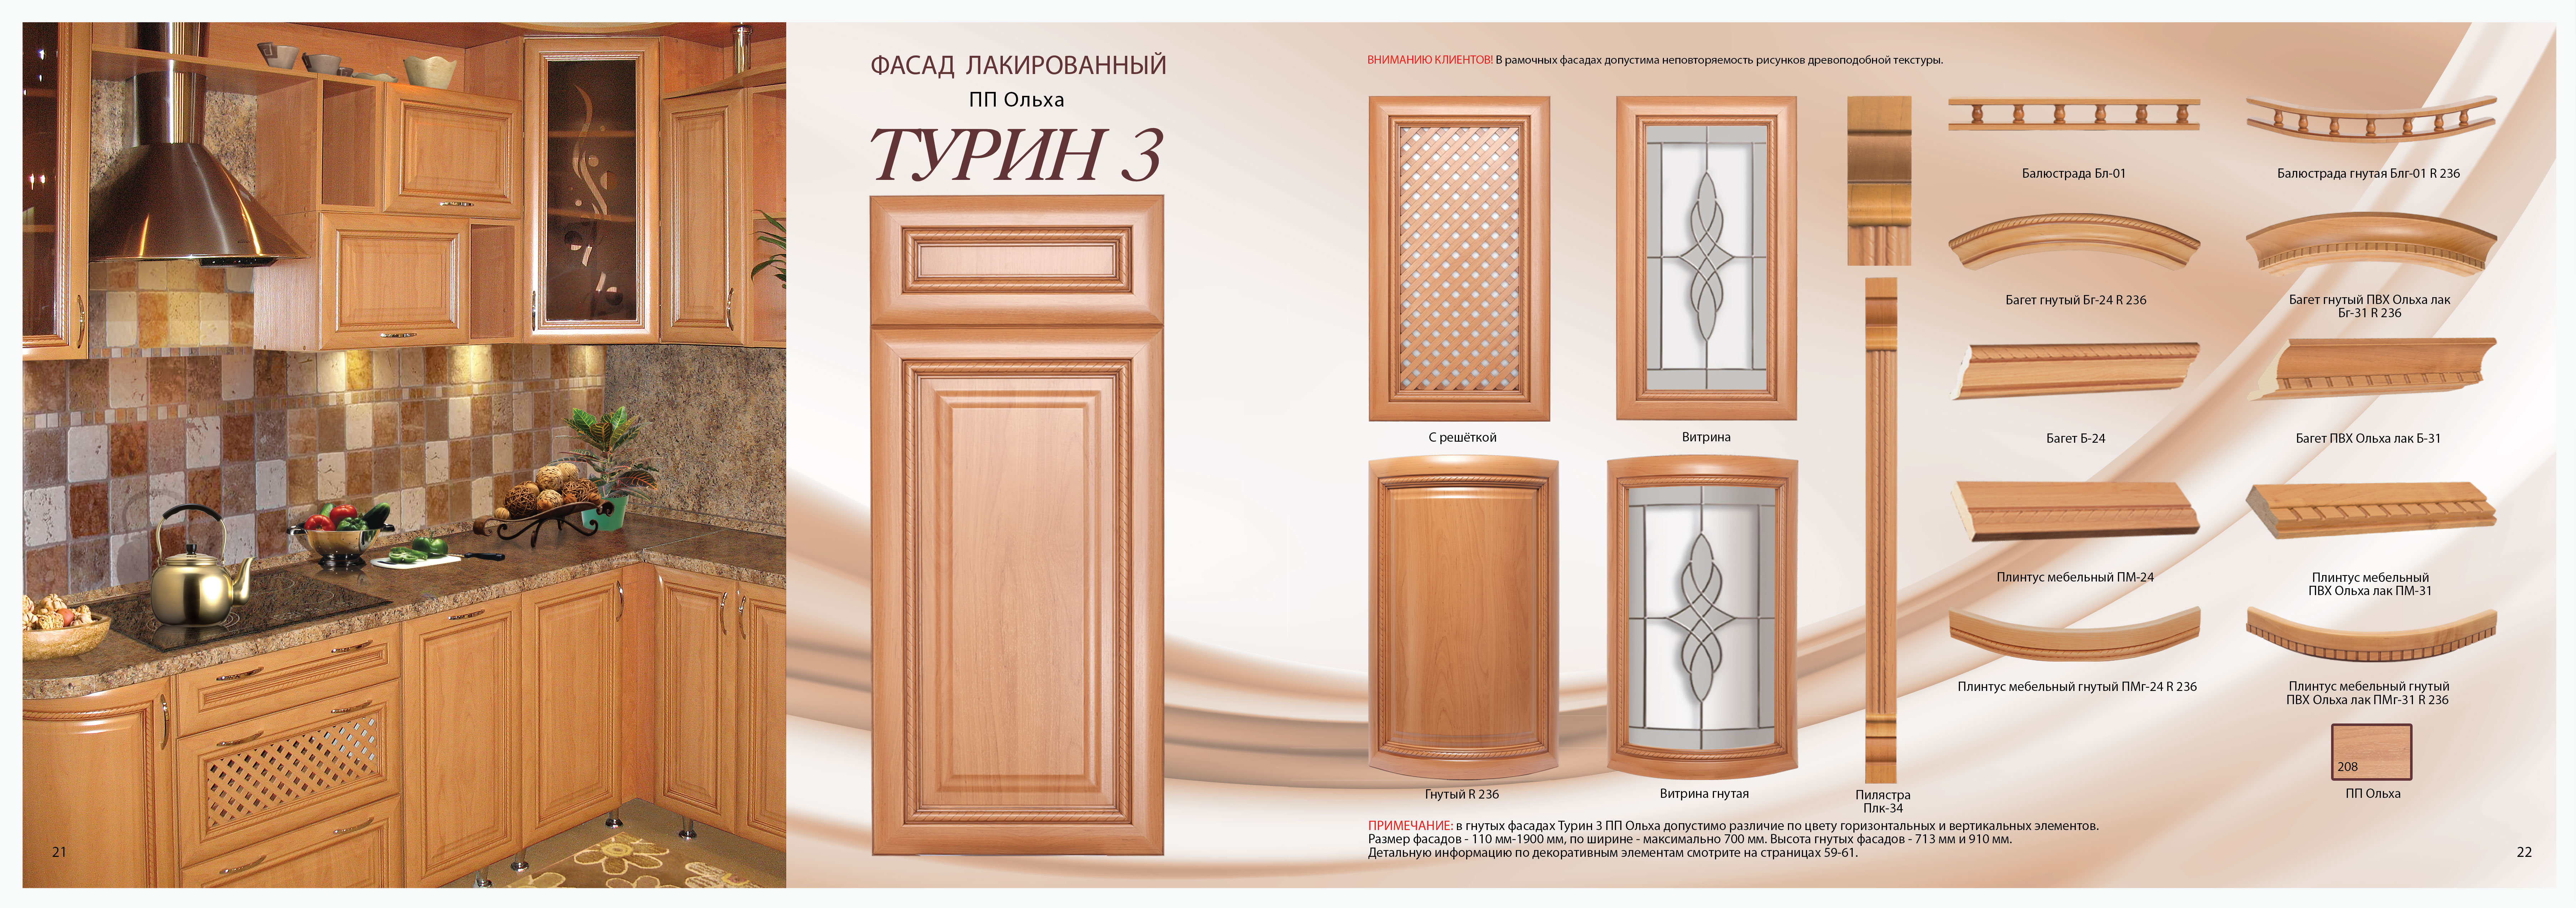 ФАСАД ЛАКИРОВАННЫЙ
ПП Ольха
ТУРИН 3
ВНИМАНИЮ КЛИЕНТОВ! В рамочных фасадах допустима неповторяемость рисунков древоподобной текстуры.
С решёткой
Витрина
Гнутый R 236
Витрина гнутая
Пилястра
Плк-34
Балюстрада Бл-01
Балюстрада гнутая Блг-01 R 236
Багет гнутый Бг-24 R 236
Багет гнутый ПВХ Ольха лак
Бг-31 R 236
Багет Б-24
Багет ПВХ Ольха лак Б-31
Плинтус мебельный ПМ-24
Плинтус мебельный
ПВХ Ольха лак ПМ-31
Плинтус мебельный гнутый ПМг-24 R 236
Плинтус мебельный гнутый
ПВХ Ольха лак ПМг-31 R 236
208
ПП Ольха
ПРИМЕЧАНИЕ: в гнутых фасадах Турин 3 ПП Ольха допустимо различие по цвету горизонтальных и вертикальных элементов.
Размер фасадов - 110 мм-1900 мм, по ширине - максимально 700 мм. Высота гнутых фасадов - 713 мм и 910 мм.
Детальную информацию по декоративным элементам смотрите на страницах 59-61.
21
22